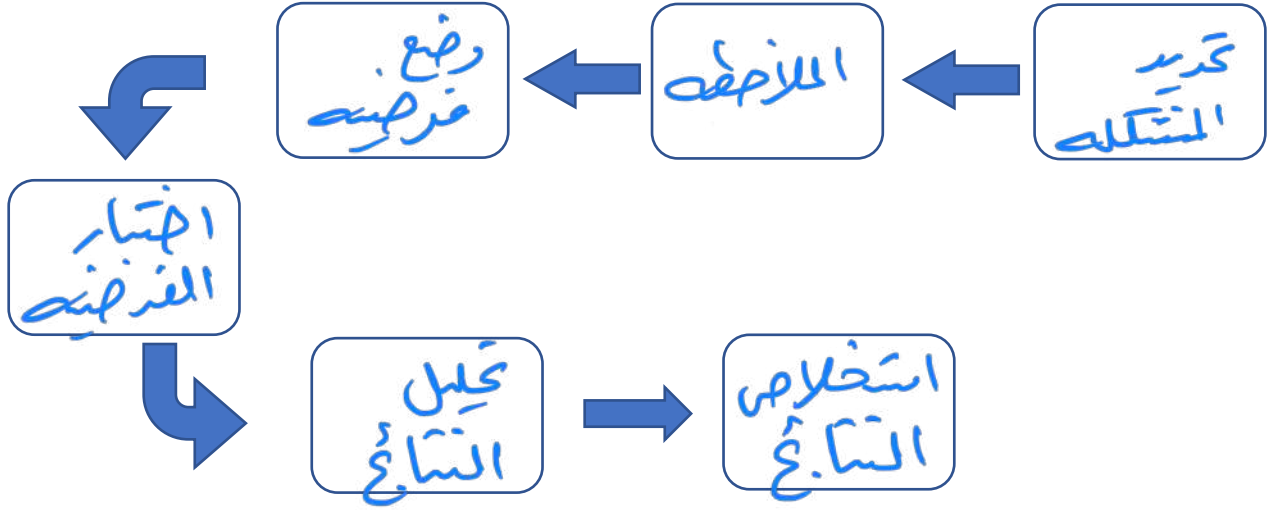 تحديد
المشكله
الملاحظه
وضع
فرضيه
اختبار
الفرضيه
تحليل
النتائج
استخلاص
النتائج